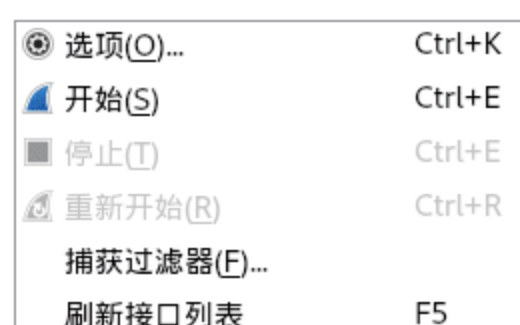 选项(O)... Ctrl+K
开始(S) Ctrl+E
停止(T) Ctrl+E
重新开始(R) Ctrl+R
捕获过滤器(F)...
刷新接口列表 F5